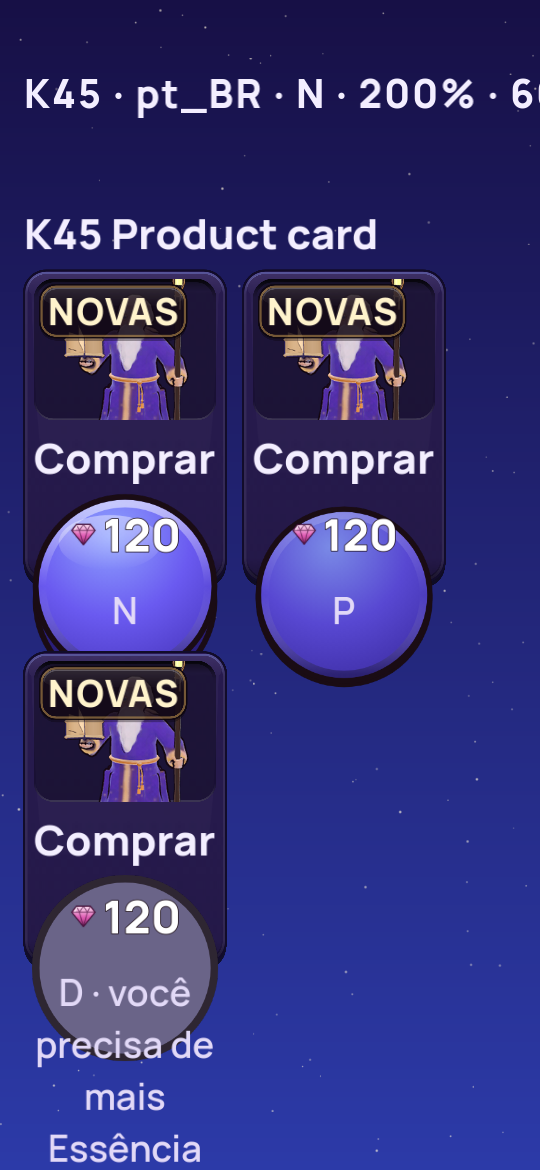 K45 · pt_BR · N · 200% · 6
K45 Product card
NOVAS
Comprar
120
N
NOVAS
Comprar
120
P
NOVAS
Comprar
120
D · você
precisa de
mais
Essência